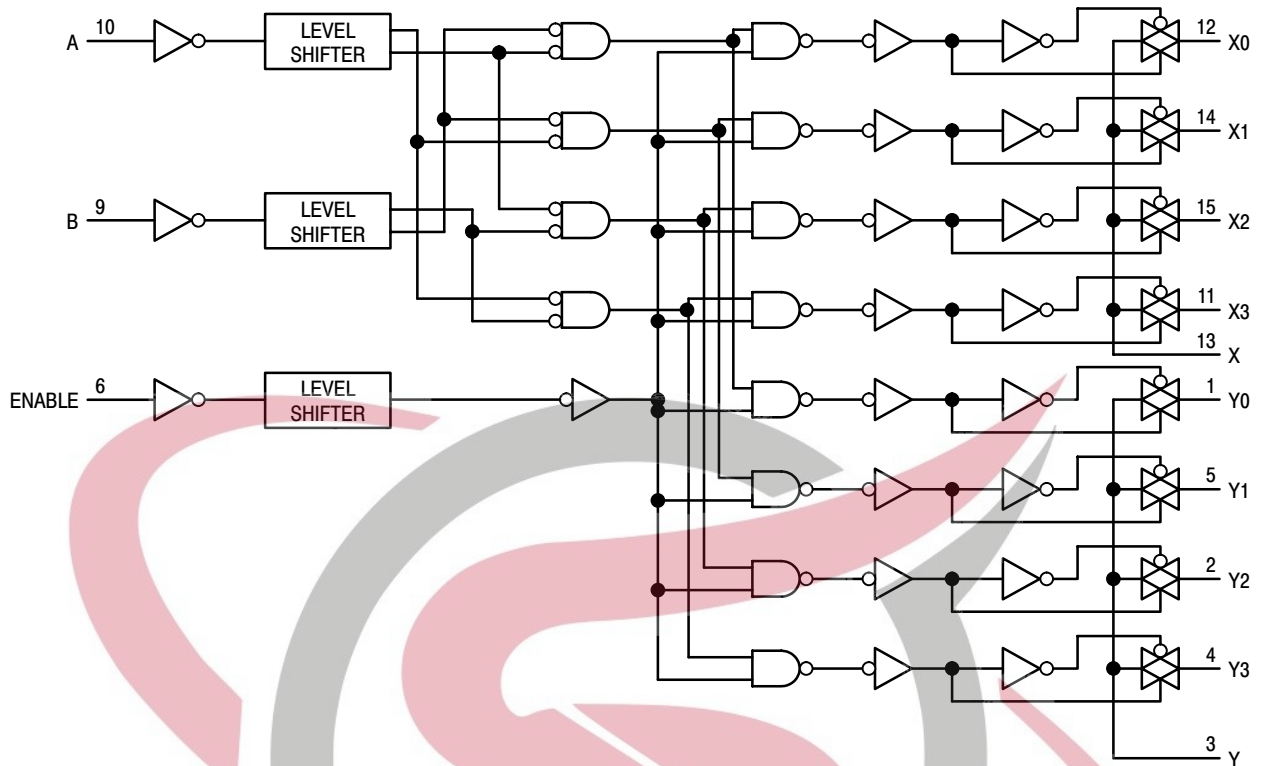 A 10 LEVEL SHIFTER 12 X0
14 X1
B 9 LEVEL SHIFTER 15 X2
11 X3
13 X
ENABLE 6 LEVEL SHIFTER 1 Y0
5 Y1
2 Y2
4 Y3
3 Y